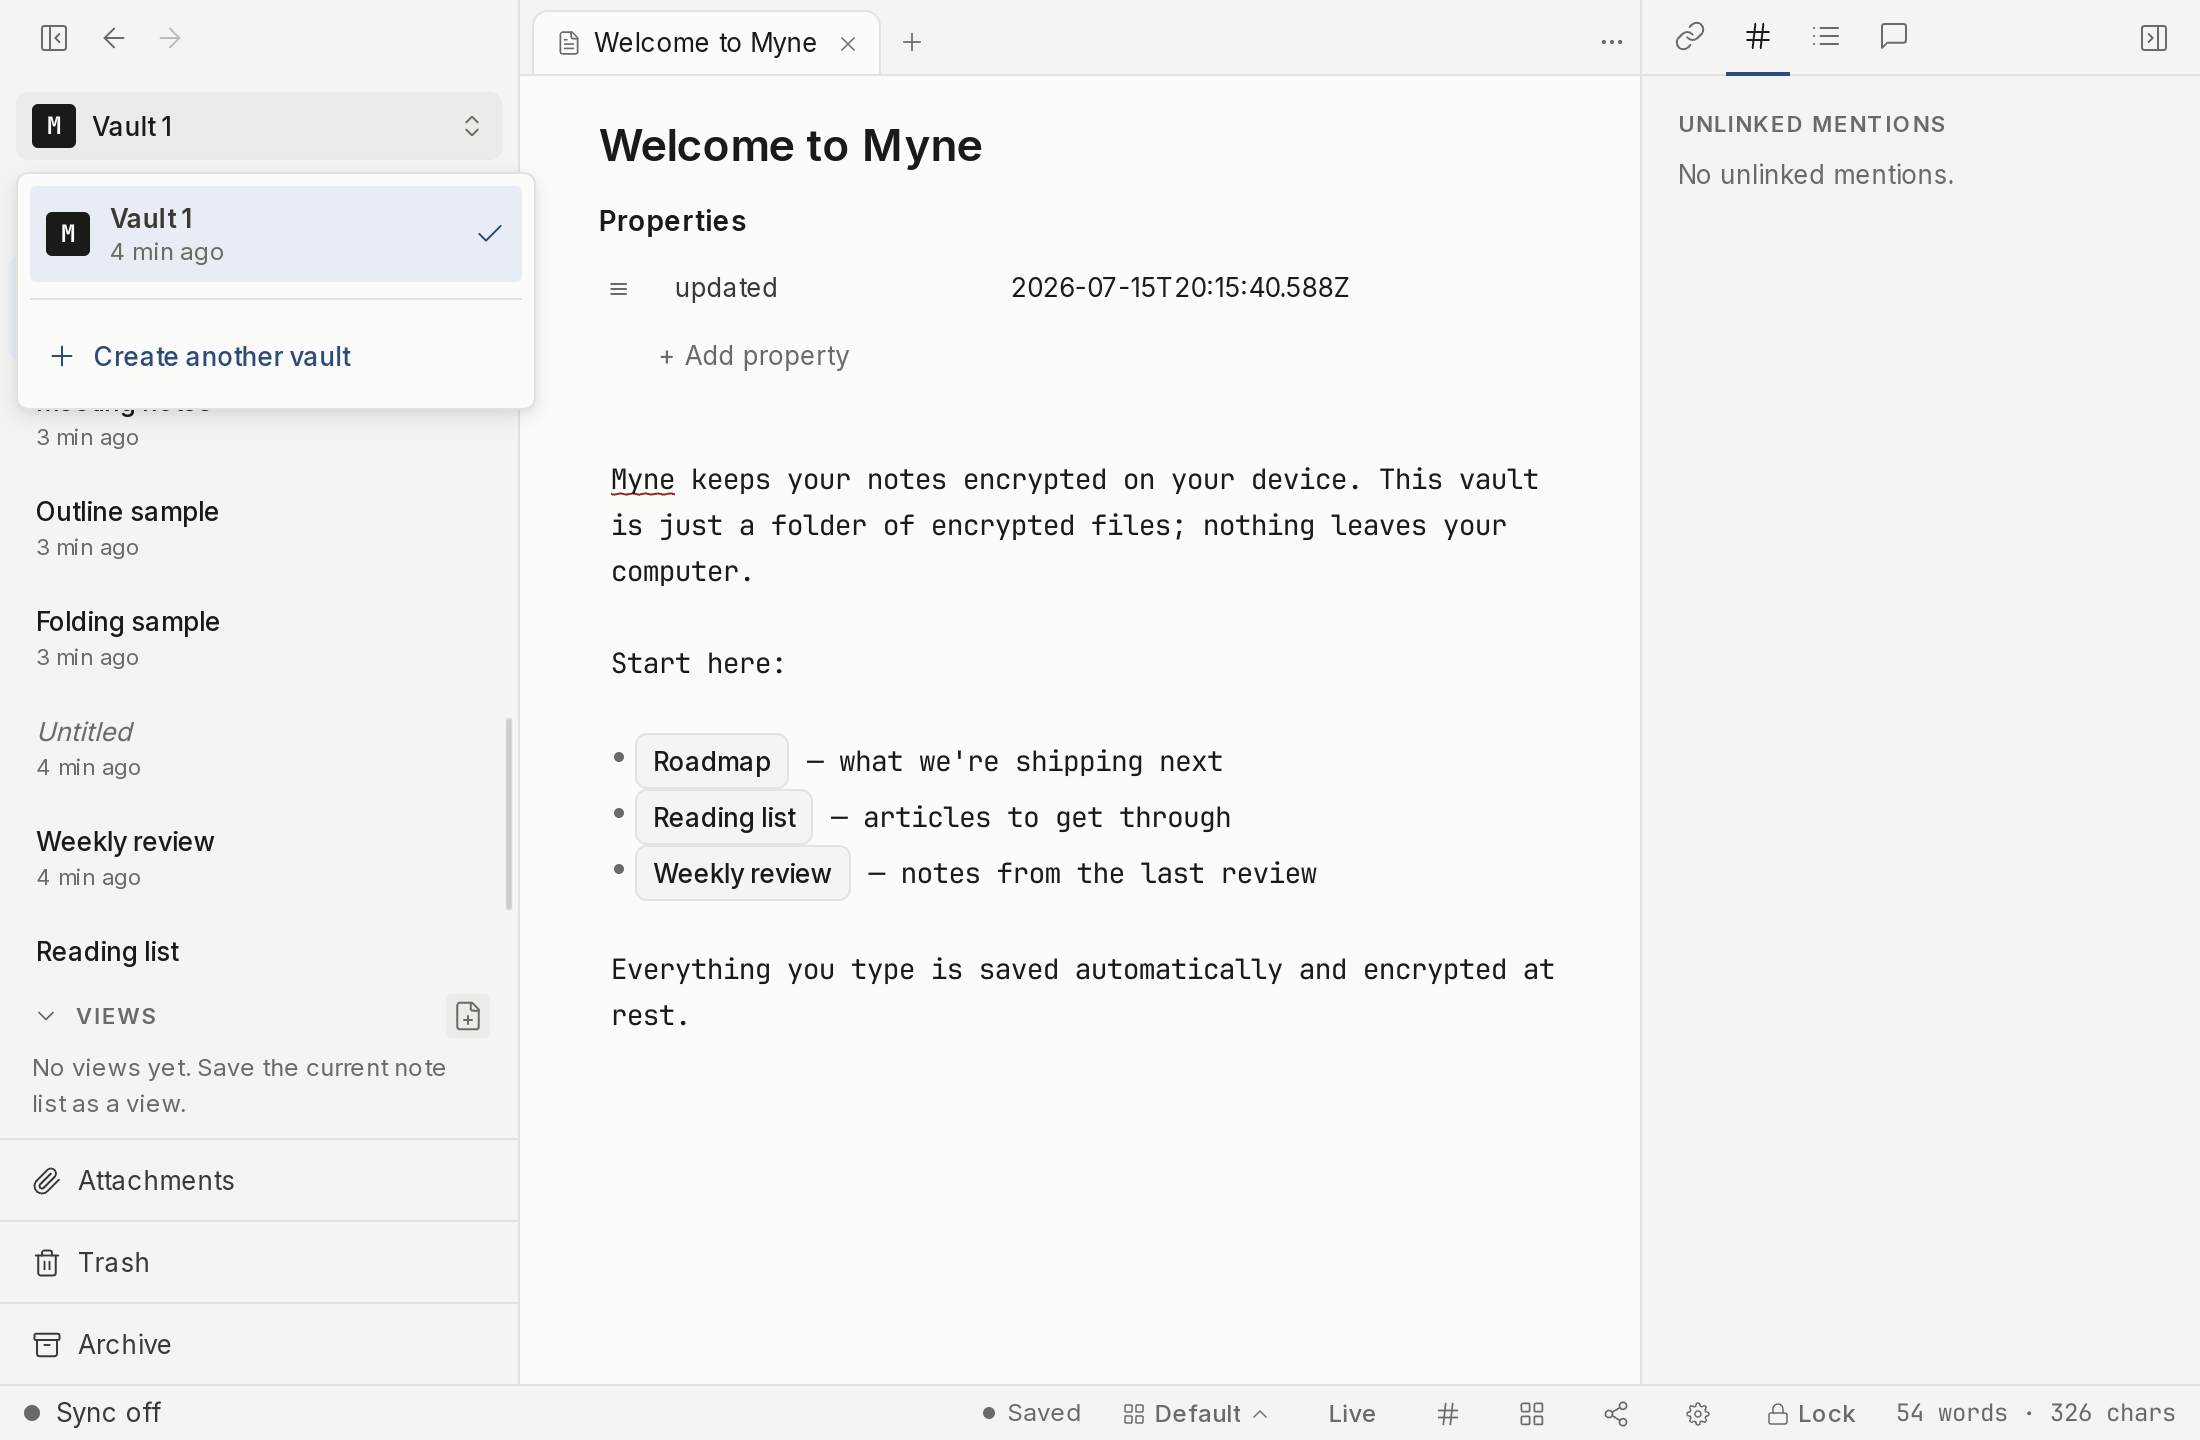 Welcome to Myne
M Vault 1
M Vault 1
4 min ago
Create another vault
3 min ago
Outline sample
3 min ago
Folding sample
3 min ago
Untitled
4 min ago
Weekly review
4 min ago
Reading list
VIEWS
No views yet. Save the current note
list as a view.
Attachments
Trash
Archive
Welcome to Myne
Properties
updated 2026-07-15T20:15:40.588Z
+ Add property
Myne keeps your notes encrypted on your device. This vault
is just a folder of encrypted files; nothing leaves your
computer.
Start here:
• Roadmap — what we're shipping next
• Reading list — articles to get through
• Weekly review — notes from the last review
Everything you type is saved automatically and encrypted at
rest.
UNLINKED MENTIONS
No unlinked mentions.
Sync off
Saved Default Live Lock 54 words · 326 chars